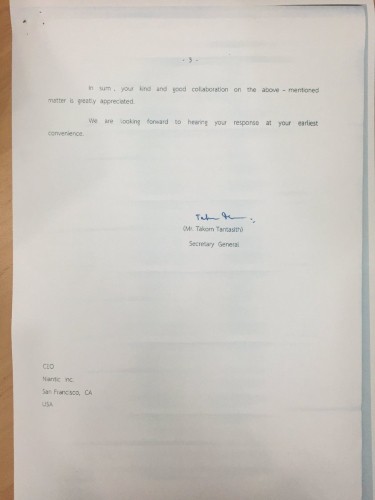 - 3 -
In sum , your kind and good collaboration on the above – mentioned
matter is greatly appreciated.
We are looking forward to hearing your response at your earliest
convenience.
(Mr. Takorn Tantasith)
Secretary General
CEO
Niantic Inc.
San Francisco, CA
USA